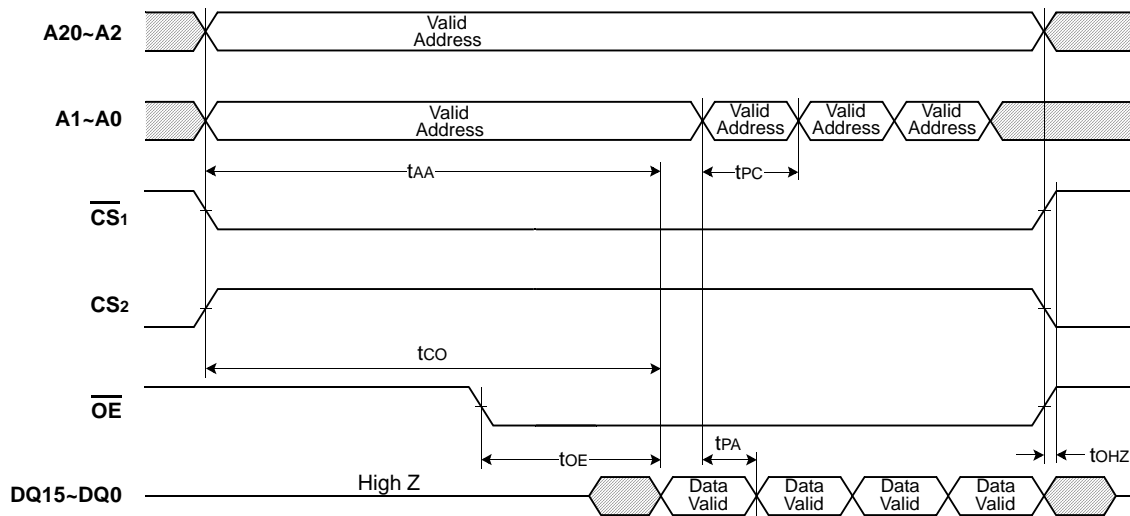 A20~A2
Valid
Address
A1~A0
Valid
Address
Valid
Address
Valid
Address
Valid
Address
tAA
tPC
CS1
CS2
tCO
OE
tOE
tPA
tOHZ
DQ15~DQ0
High Z
Data
Valid
Data
Valid
Data
Valid
Data
Valid